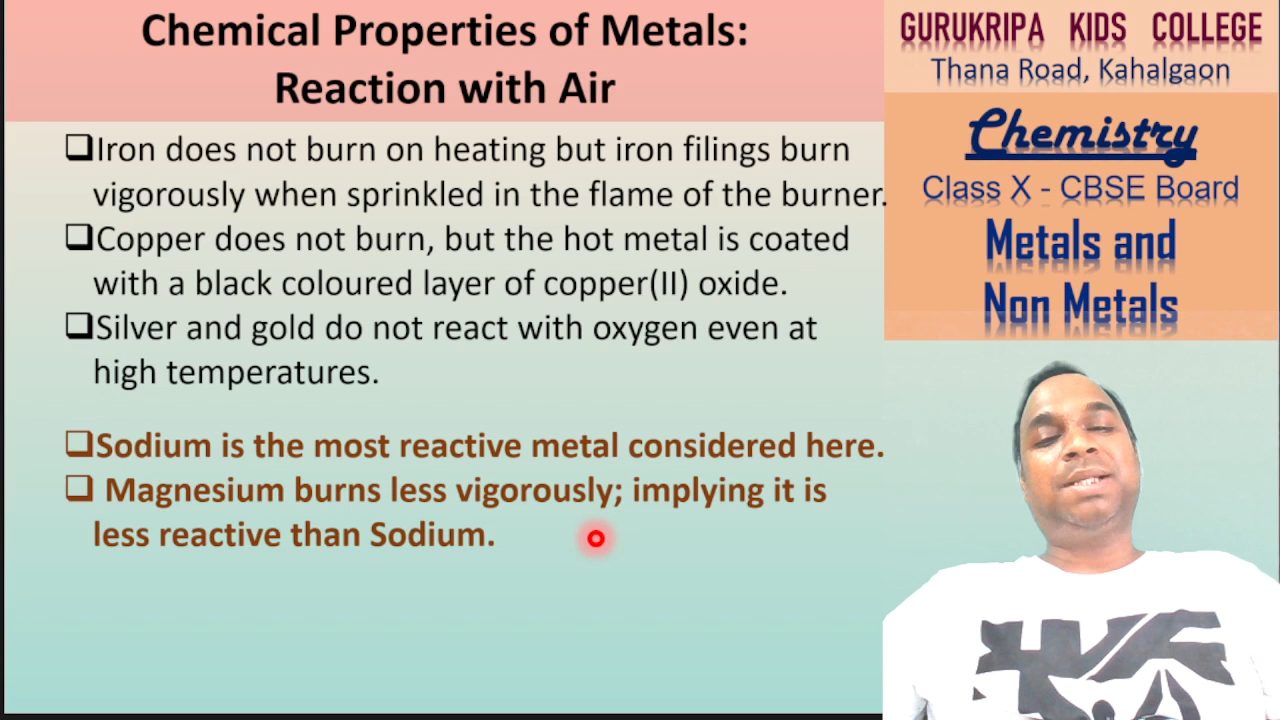 Chemical Properties of Metals:
Reaction with Air
❑Iron does not burn on heating but iron filings burn
vigorously when sprinkled in the flame of the burner.
❑Copper does not burn, but the hot metal is coated
with a black coloured layer of copper(II) oxide.
❑Silver and gold do not react with oxygen even at
high temperatures.
❑Sodium is the most reactive metal considered here.
❑ Magnesium burns less vigorously; implying it is
less reactive than Sodium.
GURUKRIPA KIDS COLLEGE
Thana Road, Kahalgaon
Chemistry
Class X - CBSE Board
Metals and
Non Metals